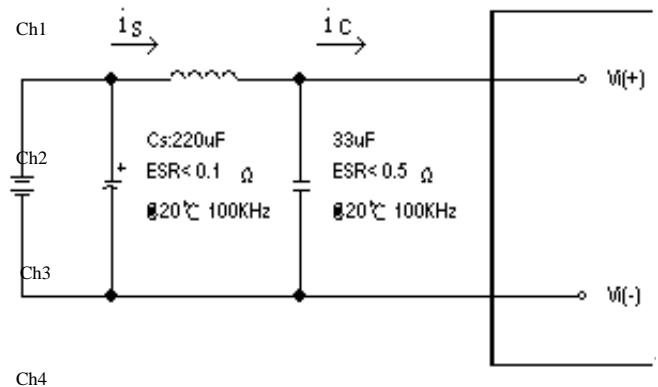 Ch1
iS
iC
Vi(+)
Cs:220uF
33uF
Ch2
+
ESR<0.1 Ω
ESR<0.5 Ω
@20℃ 100KHz
@20℃ 100KHz
Ch3
Vi(-)
Ch4